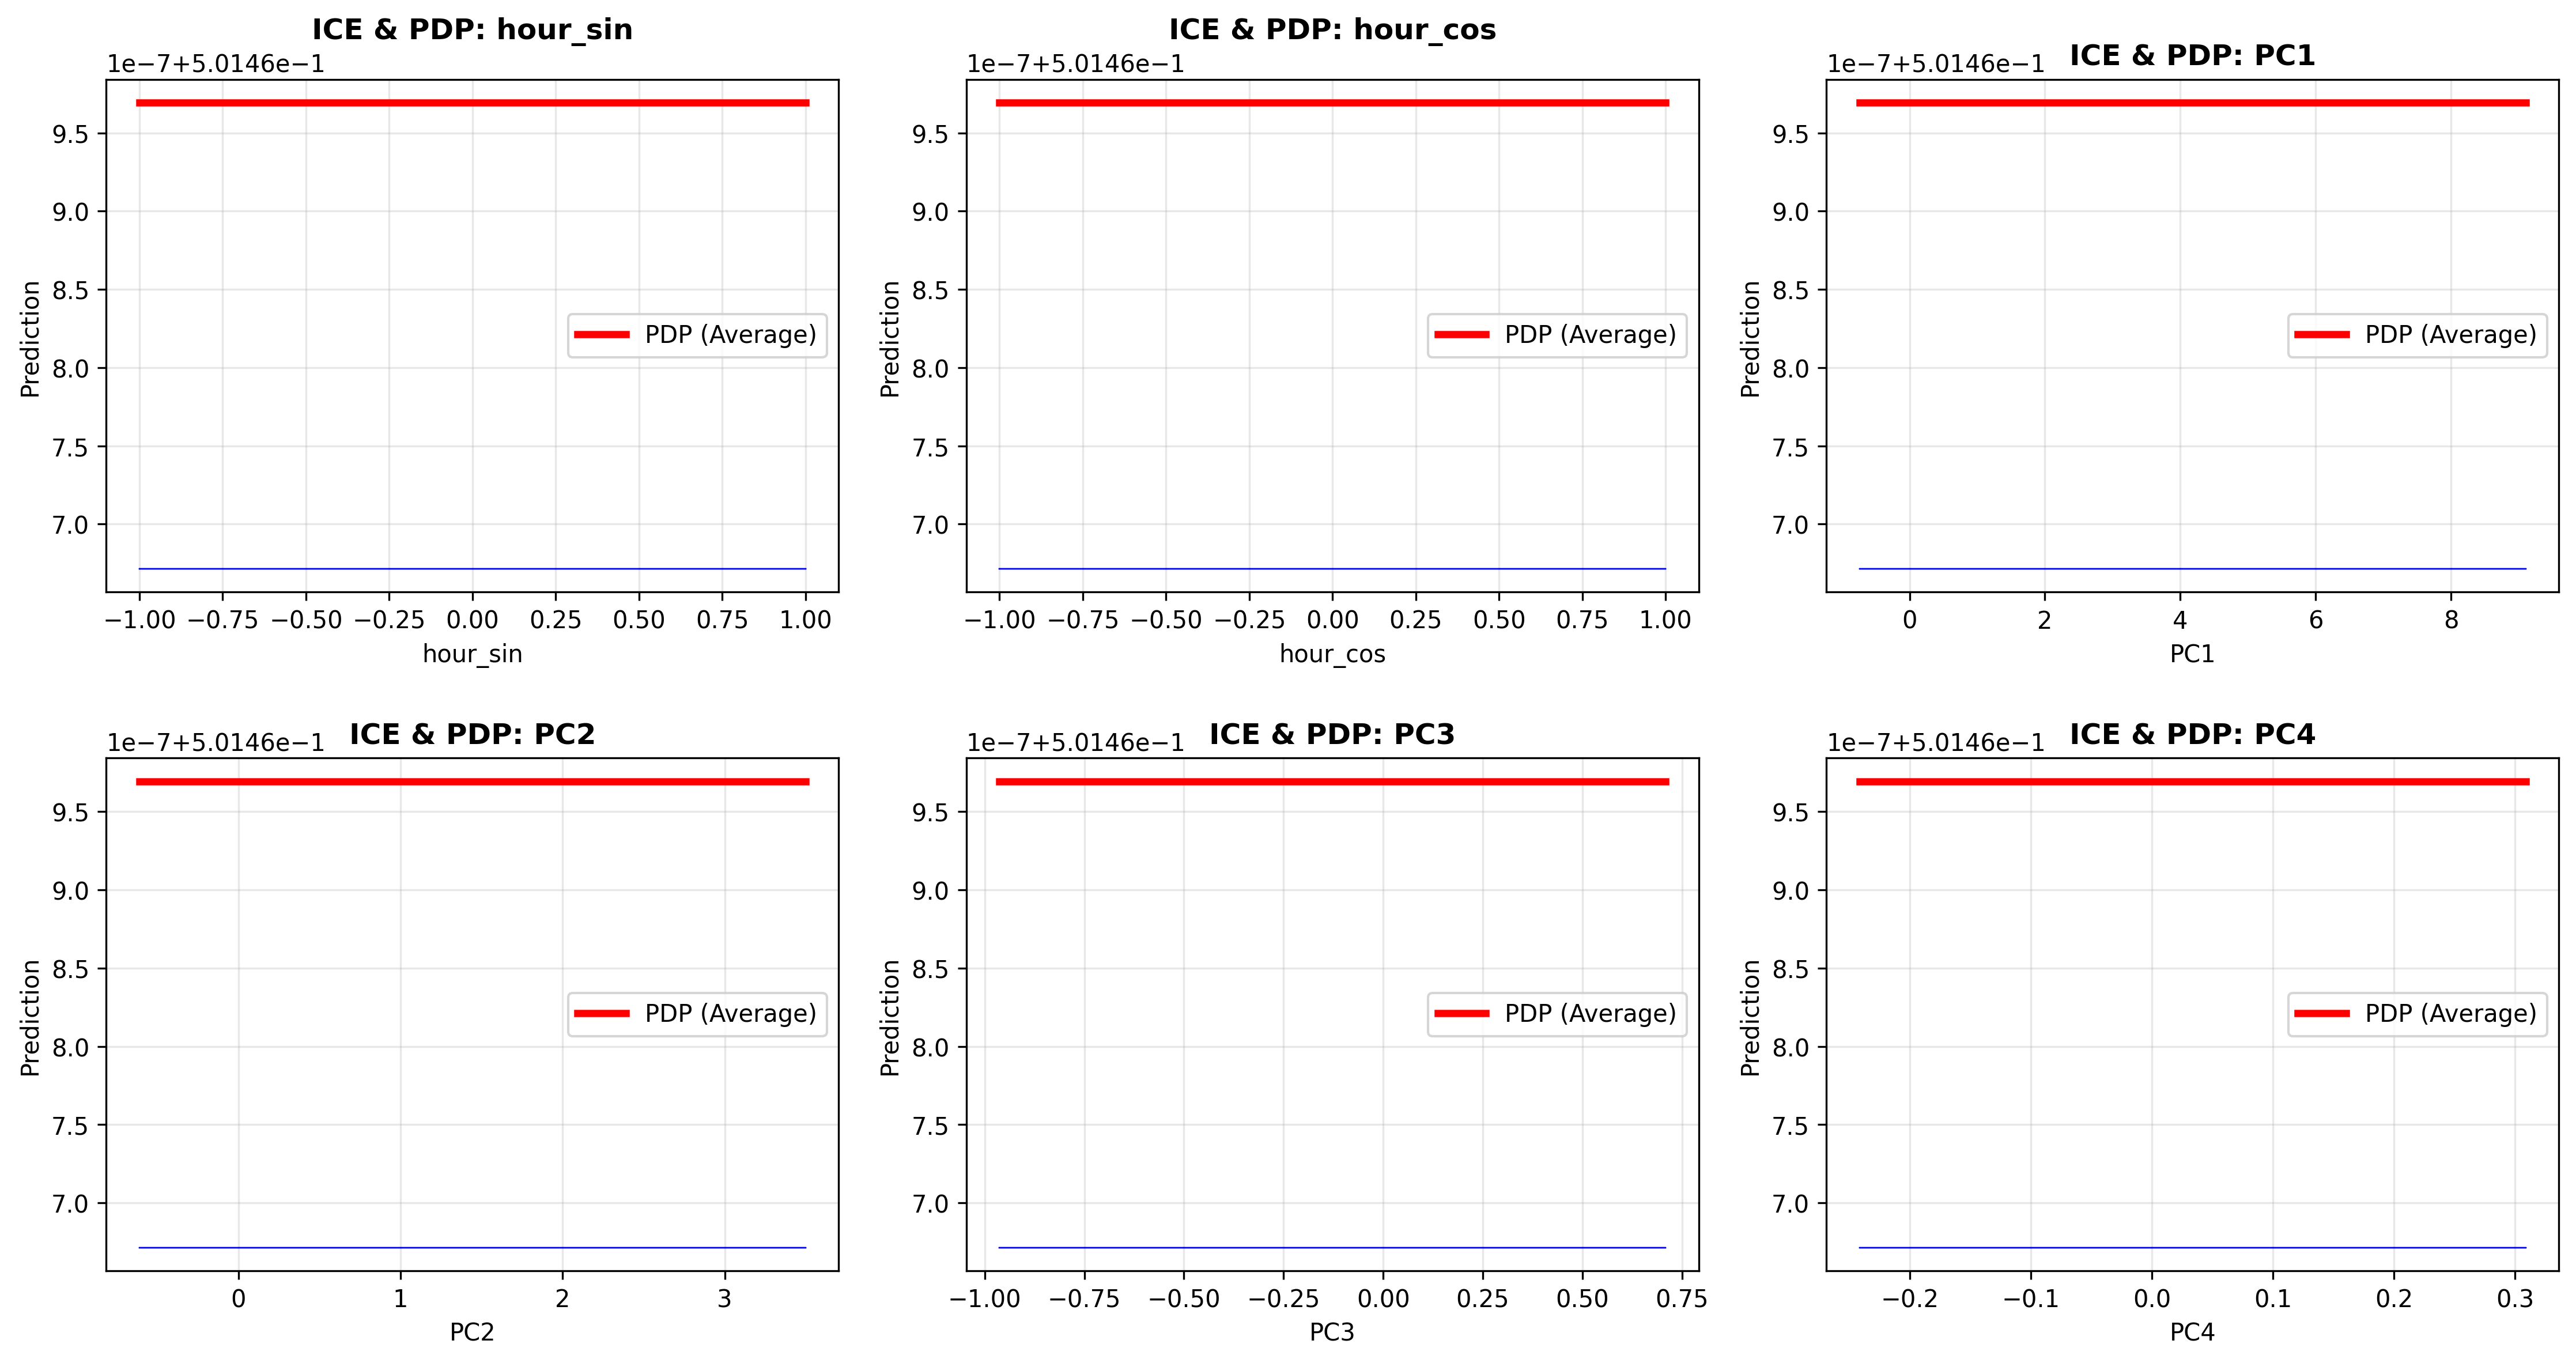 ICE & PDP: hour_sin
1e−7+5.0146e−1
9.5
9.0
8.5
8.0
7.5
7.0
Prediction
PDP (Average)
−1.00 −0.75 −0.50 −0.25 0.00 0.25 0.50 0.75 1.00
hour_sin
ICE & PDP: hour_cos
1e−7+5.0146e−1
9.5
9.0
8.5
8.0
7.5
7.0
Prediction
PDP (Average)
−1.00 −0.75 −0.50 −0.25 0.00 0.25 0.50 0.75 1.00
hour_cos
ICE & PDP: PC1
1e−7+5.0146e−1
9.5
9.0
8.5
8.0
7.5
7.0
Prediction
PDP (Average)
0 2 4 6 8
PC1
ICE & PDP: PC2
1e−7+5.0146e−1
9.5
9.0
8.5
8.0
7.5
7.0
Prediction
PDP (Average)
0 1 2 3
PC2
ICE & PDP: PC3
1e−7+5.0146e−1
9.5
9.0
8.5
8.0
7.5
7.0
Prediction
PDP (Average)
−1.00 −0.75 −0.50 −0.25 0.00 0.25 0.50 0.75
PC3
ICE & PDP: PC4
1e−7+5.0146e−1
9.5
9.0
8.5
8.0
7.5
7.0
Prediction
PDP (Average)
−0.2 −0.1 0.0 0.1 0.2 0.3
PC4